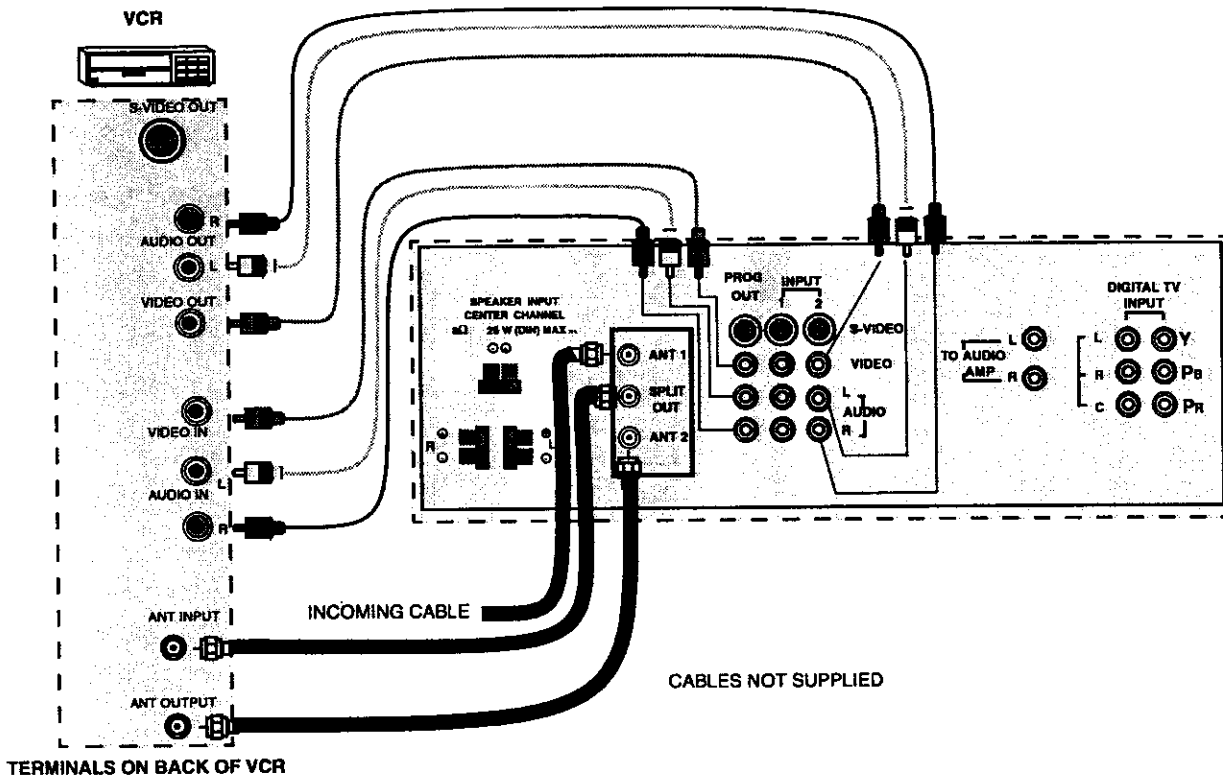 VCR
S-VIDEO OUT
R
AUDIO OUT
L
VIDEO OUT
VIDEO IN
L
AUDIO IN
R
ANT INPUT
ANT OUTPUT
TERMINALS ON BACK OF VCR
INCOMING CABLE
CABLES NOT SUPPLIED
SPEAKER INPUT
CENTER CHANNEL
8Ω 25 W (DIN) MAX
R
L
ANT 1
SPLIT
OUT
ANT 2
PROG
OUT
INPUT
1 2
S-VIDEO
VIDEO
L
AUDIO
R
TO AUDIO
AMP
L
R
DIGITAL TV
INPUT
L Y
R PB
C PR